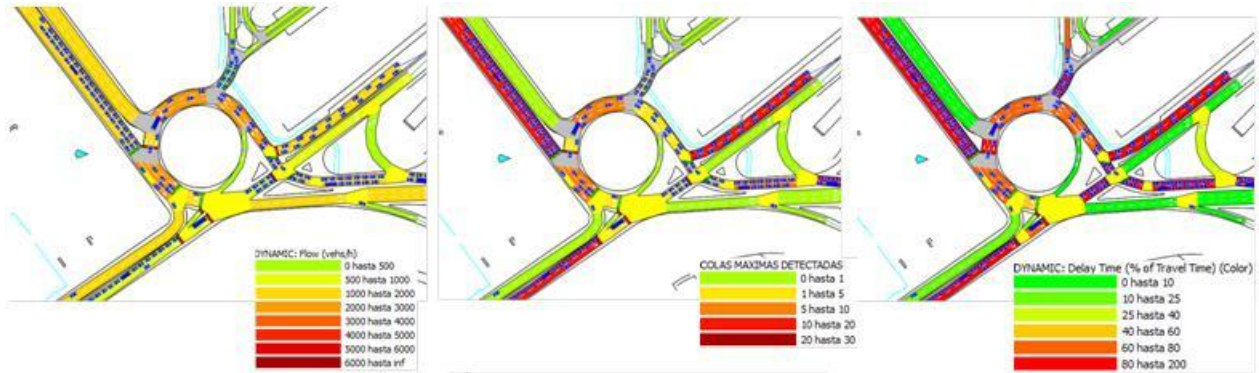 DYNAMIC: Flow (vehs/h)
0 hasta 500
500 hasta 1000
1000 hasta 2000
2000 hasta 3000
3000 hasta 4000
4000 hasta 5000
5000 hasta 6000
6000 hasta inf
COLAS MAXIMAS DETECTADAS
0 hasta 1
1 hasta 5
5 hasta 10
10 hasta 20
20 hasta 30
DYNAMIC: Delay Time (% of Travel Time) (Color)
0 hasta 10
10 hasta 25
25 hasta 40
40 hasta 60
60 hasta 80
80 hasta 200